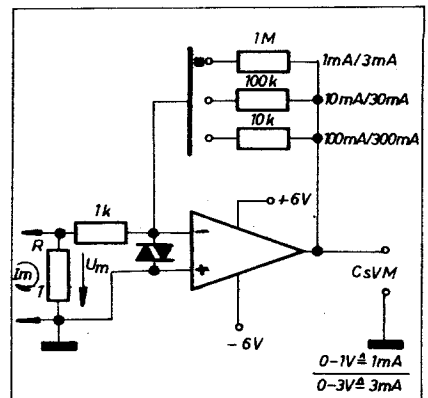 1M
1mA/3mA
100k
10mA/30mA
10k
100mA/300mA
+6V
1k
R
Im
1
Um
-
+
CsVM
-6V
0-1V≙1mA
0-3V≙3mA